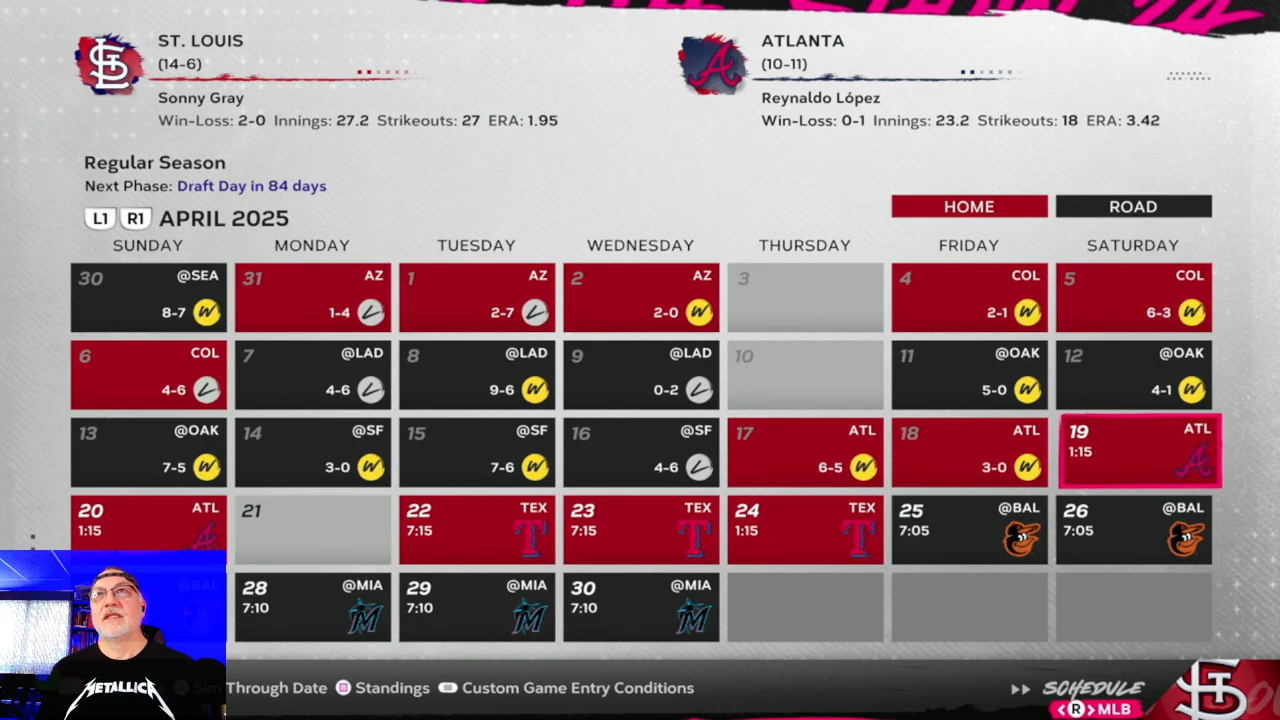 ST. LOUIS
(14-6)
Sonny Gray
Win-Loss: 2-0 Innings: 27.2 Strikeouts: 27 ERA: 1.95
ATLANTA
(10-11)
Reynaldo López
Win-Loss: 0-1 Innings: 23.2 Strikeouts: 18 ERA: 3.42
Regular Season
Next Phase: Draft Day in 84 days
L1 R1 APRIL 2025
HOME ROAD
SUNDAY MONDAY TUESDAY WEDNESDAY THURSDAY FRIDAY SATURDAY
30 @SEA 31 AZ 1 AZ 2 AZ 3 4 COL 5 COL
8-7 W 1-4 L 2-7 L 2-0 W 2-1 W 6-3 W
6 COL 7 @LAD 8 @LAD 9 @LAD 10 11 @OAK 12 @OAK
4-6 L 4-6 L 9-6 W 0-2 L 5-0 W 4-1 W
13 @OAK 14 @SF 15 @SF 16 @SF 17 ATL 18 ATL 19 ATL
7-5 W 3-0 W 7-6 W 4-6 L 6-5 W 3-0 W 1:15
20 ATL 21 22 TEX 23 TEX 24 TEX 25 @BAL 26 @BAL
1:15 7:15 7:15 1:15 7:05 7:05
@BAL 28 @MIA 29 @MIA 30 @MIA
7:10 7:10 7:10
METALLICA
Sim Through Date Standings Custom Game Entry Conditions
SCHEDULE
R MLB